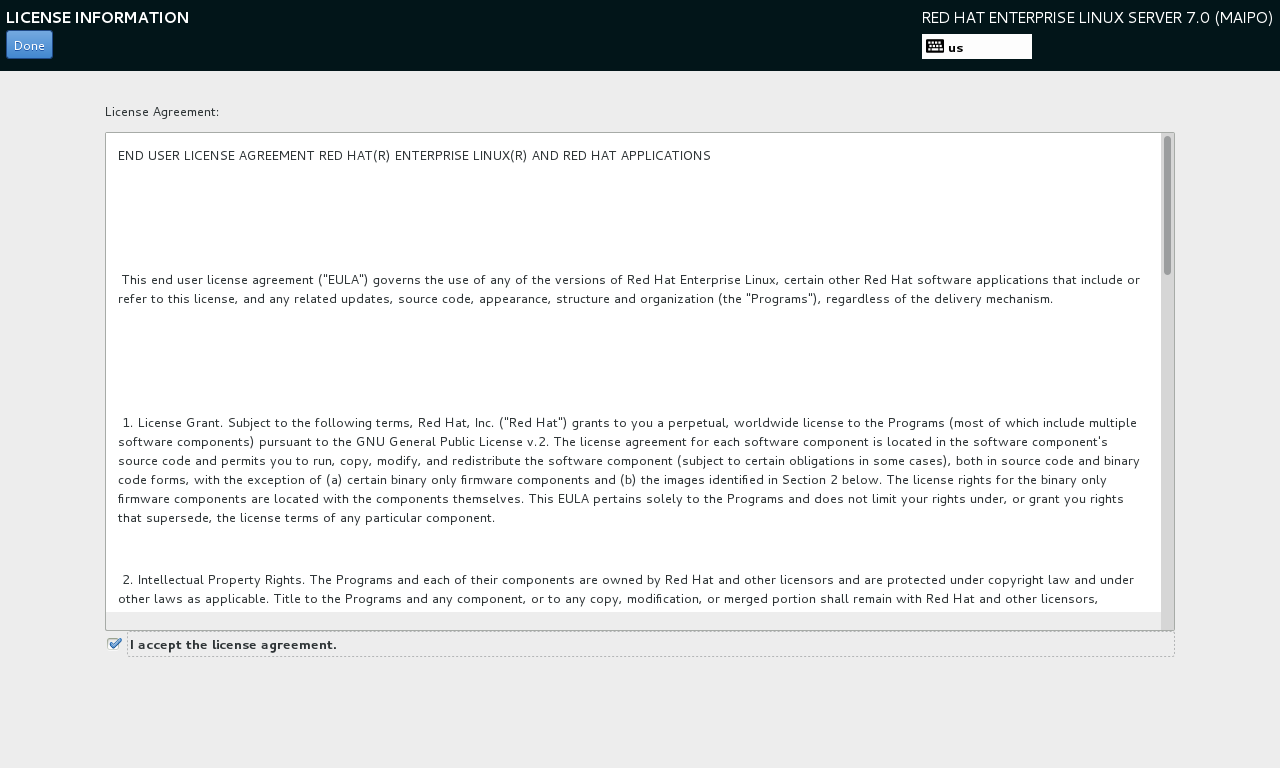 LICENSE INFORMATION
RED HAT ENTERPRISE LINUX SERVER 7.0 (MAIPO)
Done
us
License Agreement:
END USER LICENSE AGREEMENT RED HAT(R) ENTERPRISE LINUX(R) AND RED HAT APPLICATIONS
This end user license agreement ("EULA") governs the use of any of the versions of Red Hat Enterprise Linux, certain other Red Hat software applications that include or
refer to this license, and any related updates, source code, appearance, structure and organization (the "Programs"), regardless of the delivery mechanism.
1. License Grant. Subject to the following terms, Red Hat, Inc. ("Red Hat") grants to you a perpetual, worldwide license to the Programs (most of which include multiple
software components) pursuant to the GNU General Public License v.2. The license agreement for each software component is located in the software component's
source code and permits you to run, copy, modify, and redistribute the software component (subject to certain obligations in some cases), both in source code and binary
code forms, with the exception of (a) certain binary only firmware components and (b) the images identified in Section 2 below. The license rights for the binary only
firmware components are located with the components themselves. This EULA pertains solely to the Programs and does not limit your rights under, or grant you rights
that supersede, the license terms of any particular component.
2. Intellectual Property Rights. The Programs and each of their components are owned by Red Hat and other licensors and are protected under copyright law and under
other laws as applicable. Title to the Programs and any component, or to any copy, modification, or merged portion shall remain with Red Hat and other licensors,
I accept the license agreement.